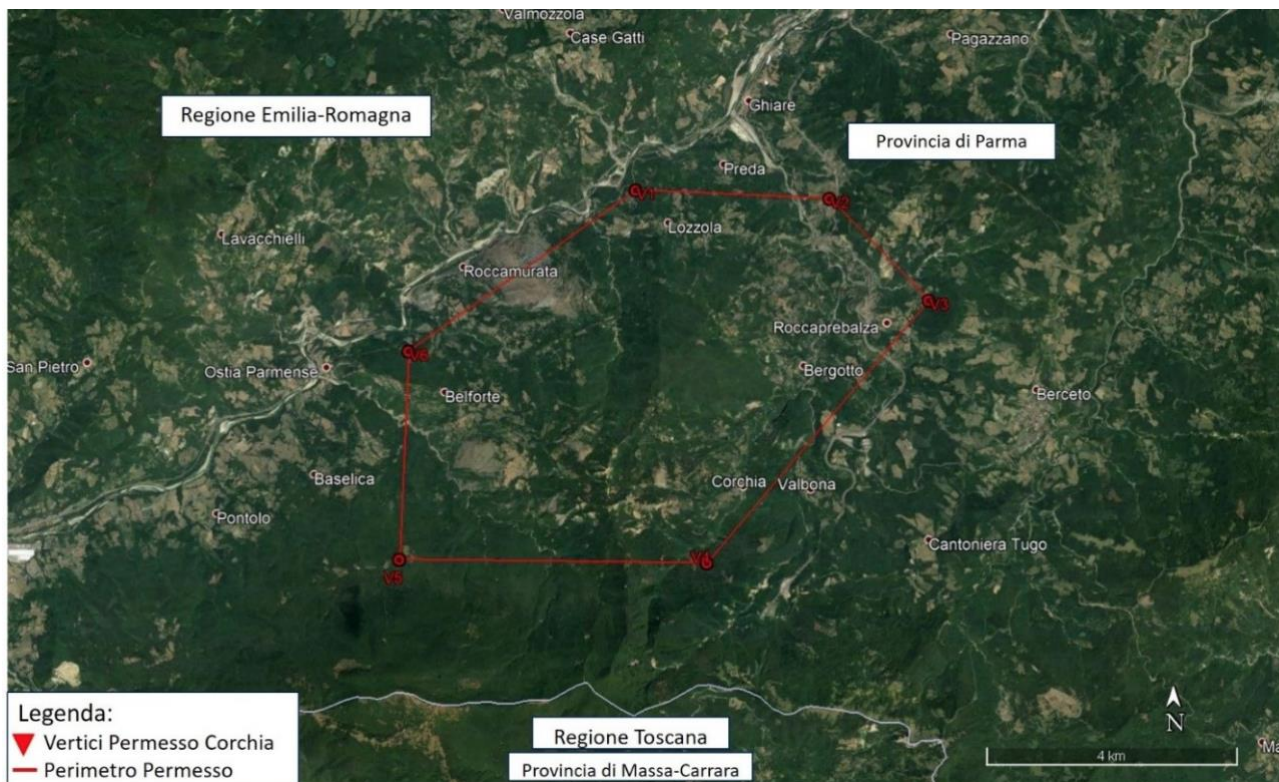 Valmozzola
Case Gatti
Pagazzano
Regione Emilia-Romagna
Ghiare
Provincia di Parma
Preda
V1
V2
Lozzola
Lavacchielli
Roccamurata
V3
Roccaprebalza
San Pietro
V6
Ostia Parmense
Bergotto
Belforte
Berceto
Baselica
Corchia
Valbona
Pontolo
Cantoniera Tugo
V4
V5
Legenda:
Vertici Permesso Corchia
Perimetro Permesso
Regione Toscana
Provincia di Massa-Carrara
N
4 km
Ma